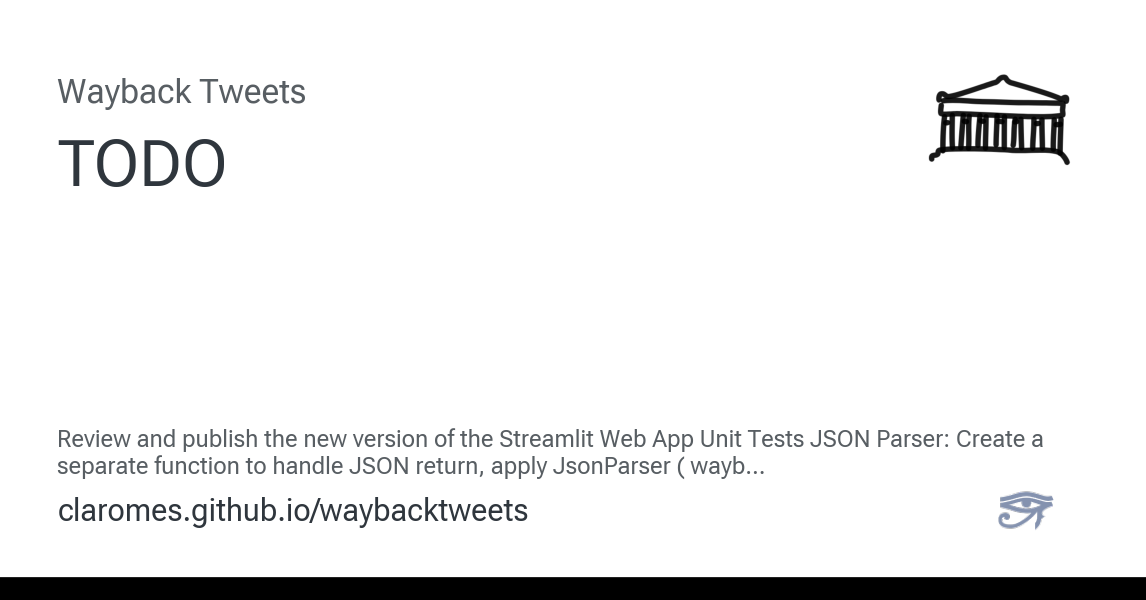 Wayback Tweets
TODO
Review and publish the new version of the Streamlit Web App Unit Tests JSON Parser: Create a
separate function to handle JSON return, apply JsonParser ( wayb...
claromes.github.io/waybacktweets